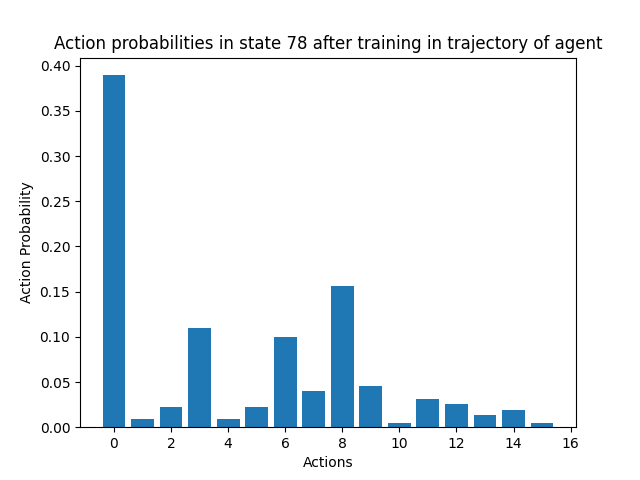 Action probabilities in state 78 after training in trajectory of agent
0.40
0.35
0.30
0.25
0.20
0.15
0.10
0.05
0.00
Action Probability
0 2 4 6 8 10 12 14 16
Actions